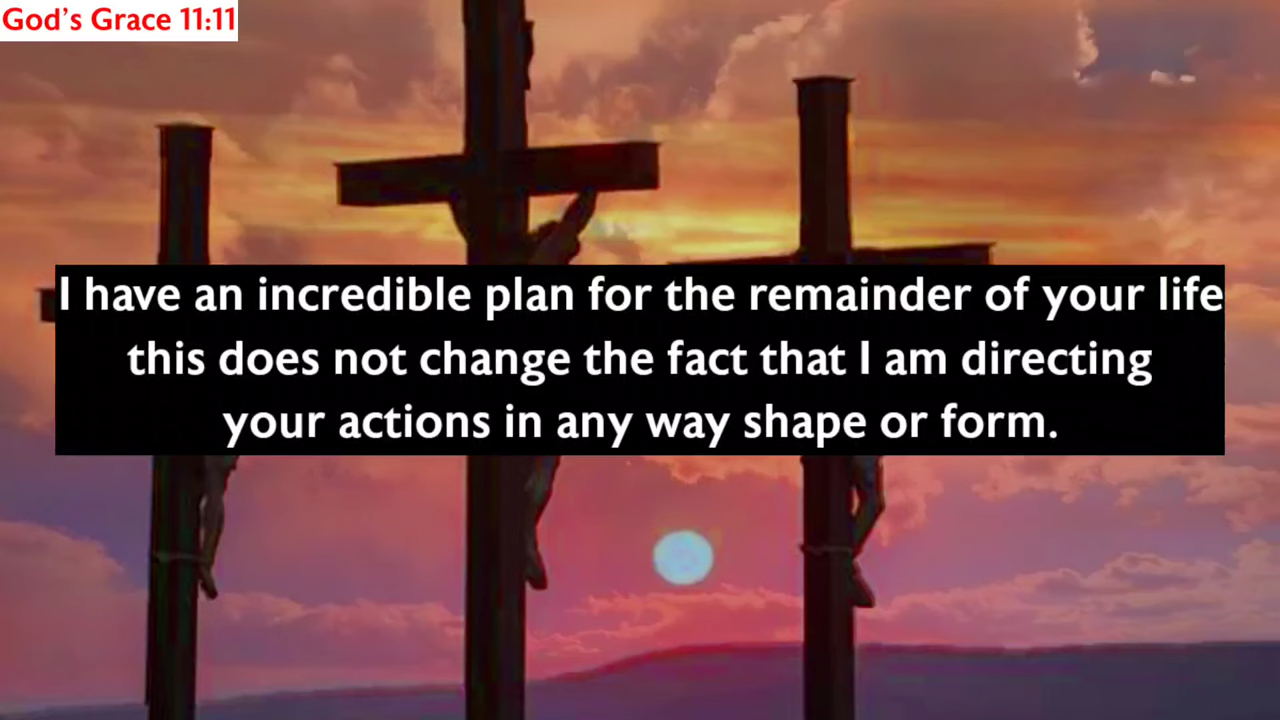 God's Grace 11:11
I have an incredible plan for the remainder of your life
this does not change the fact that I am directing
your actions in any way shape or form.